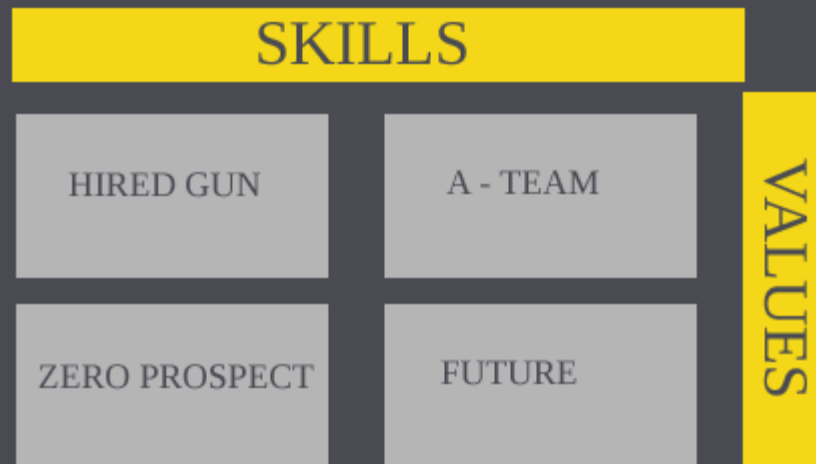 SKILLS
HIRED GUN
A - TEAM
VALUES
ZERO PROSPECT
FUTURE